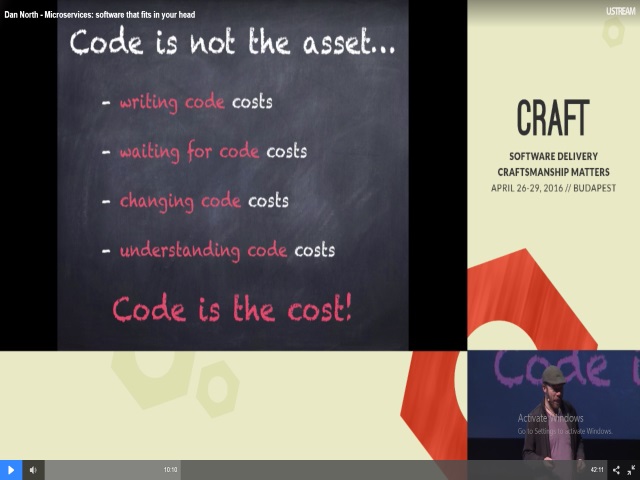 Dan North - Microservices: software that fits in your head
USTREAM
Code is not the asset...
- writing code costs
- waiting for code costs
- changing code costs
- understanding code costs
Code is the cost!
CRAFT
SOFTWARE DELIVERY
CRAFTSMANSHIP MATTERS
APRIL 26-29, 2016 // BUDAPEST
Code i
Activate Windows
Go to Settings to activate Windows.
10:10
42:11